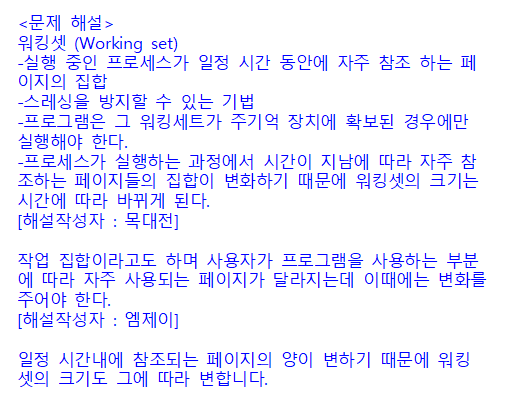 <문제 해설>
워킹셋 (Working set)
-실행 중인 프로세스가 일정 시간 동안에 자주 참조 하는 페
이지의 집합
-스레싱을 방지할 수 있는 기법
-프로그램은 그 워킹세트가 주기억 장치에 확보된 경우에만
실행해야 한다.
-프로세스가 실행하는 과정에서 시간이 지남에 따라 자주 참
조하는 페이지들의 집합이 변화하기 때문에 워킹셋의 크기는
시간에 따라 바뀌게 된다.
[해설작성자 : 목대전]

작업 집합이라고도 하며 사용자가 프로그램을 사용하는 부분
에 따라 자주 사용되는 페이지가 달라지는데 이때에는 변화를
주어야 한다.
[해설작성자 : 엠제이]

일정 시간내에 참조되는 페이지의 양이 변하기 때문에 워킹
셋의 크기도 그에 따라 변합니다.